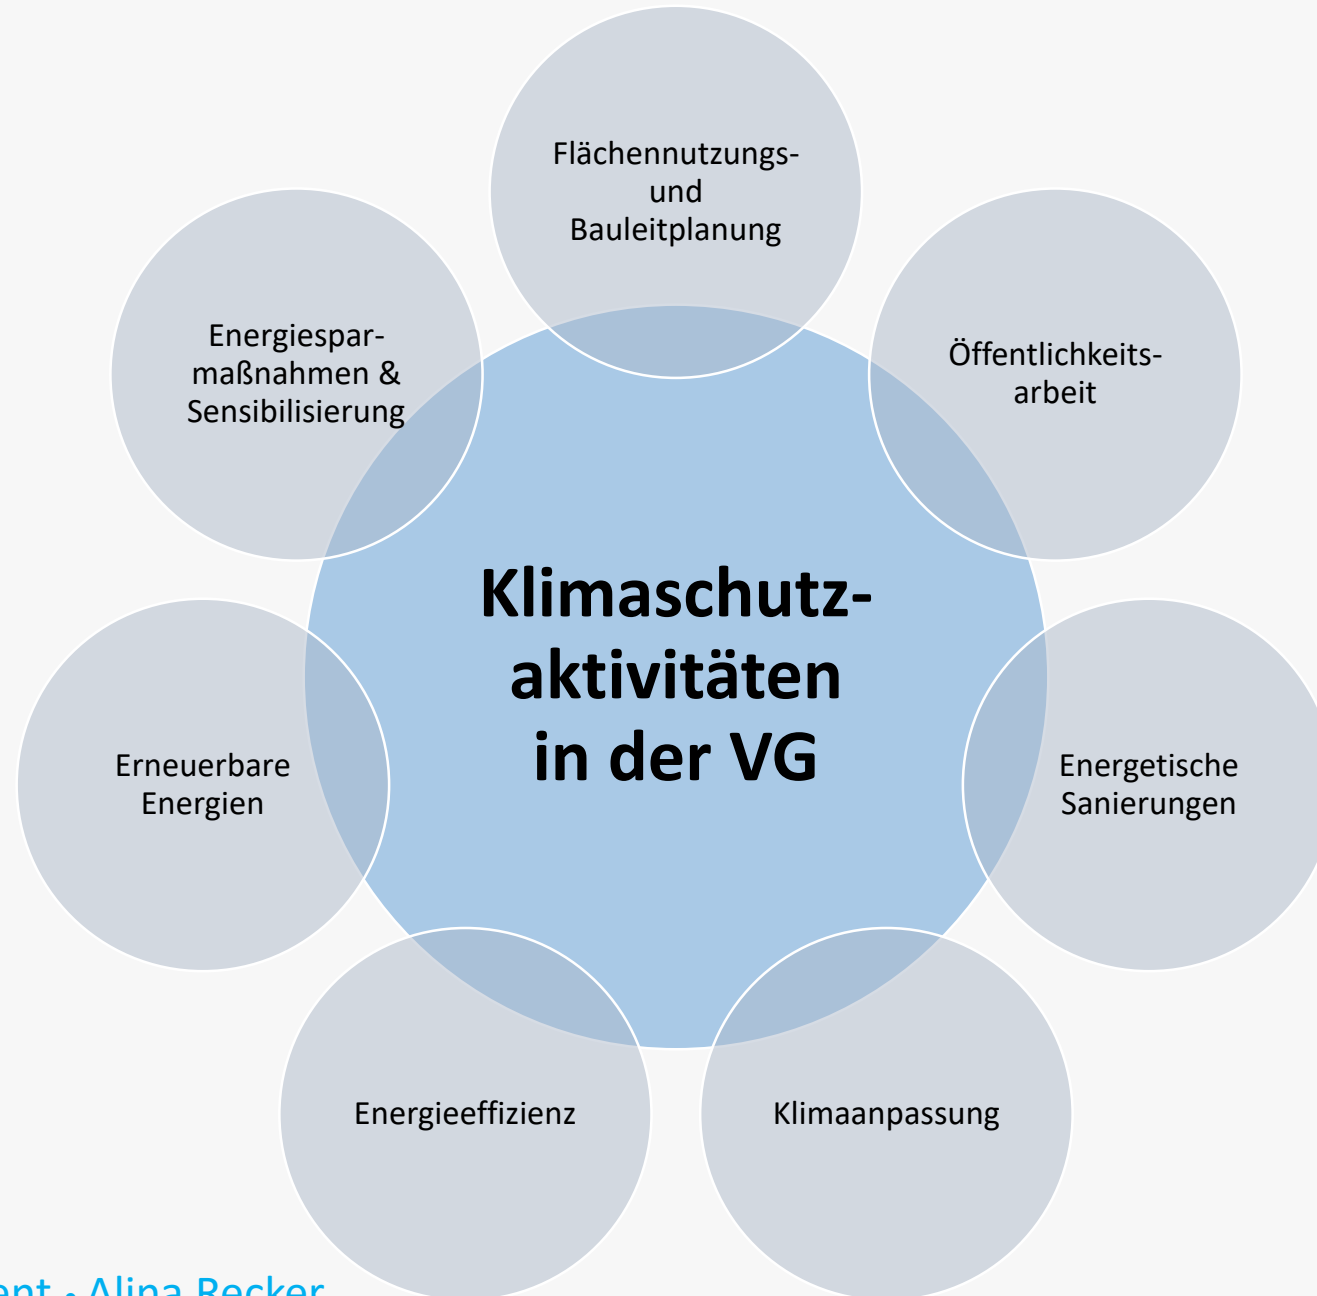 Flächennutzungs-
und
Bauleitplanung
Öffentlichkeits-
arbeit
Energetische
Sanierungen
Klimaanpassung
Energieeffizienz
Erneuerbare
Energien
Energiespar-
maßnahmen &
Sensibilisierung
Klimaschutz-
aktivitäten
in der VG
• Alina Recker